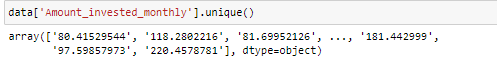 data['Amount_invested_monthly'].unique()
array(['80.41529544', '118.2802216', '81.69952126', ..., '181.442999',
'97.59857973', '220.4578781'], dtype=object)